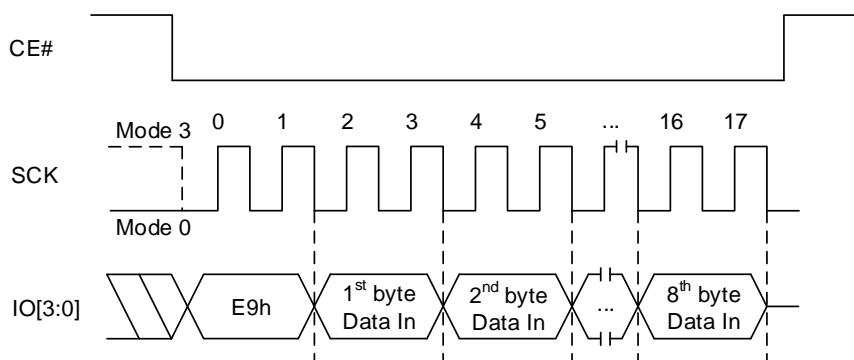 CE#
Mode 3
0 1 2 3 4 5 ... 16 17
SCK
Mode 0
IO[3:0]
E9h
1st byte
Data In
2nd byte
Data In
...
8th byte
Data In